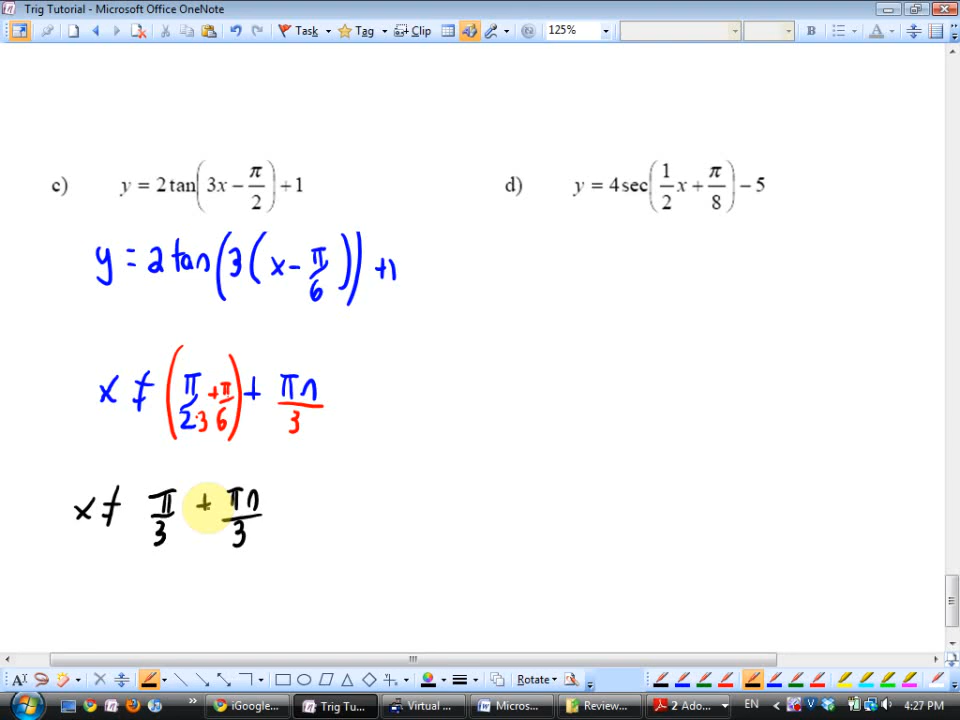 Trig Tutorial - Microsoft OneNote
Task Tag Clip 125% B A
c) y = 2 tan(3x − π/2) + 1
d) y = 4 sec(1/2 x + π/8) − 5
y = 2 tan(3(x − π/6)) + 1
x ≠ (π/2·3 + π/6) + πn/3
x ≠ π/3 + πn/3
Rotate
iGoogle... Trig Tu... Virtual ... Micros... Review... 2 Ado... EN 4:27 PM